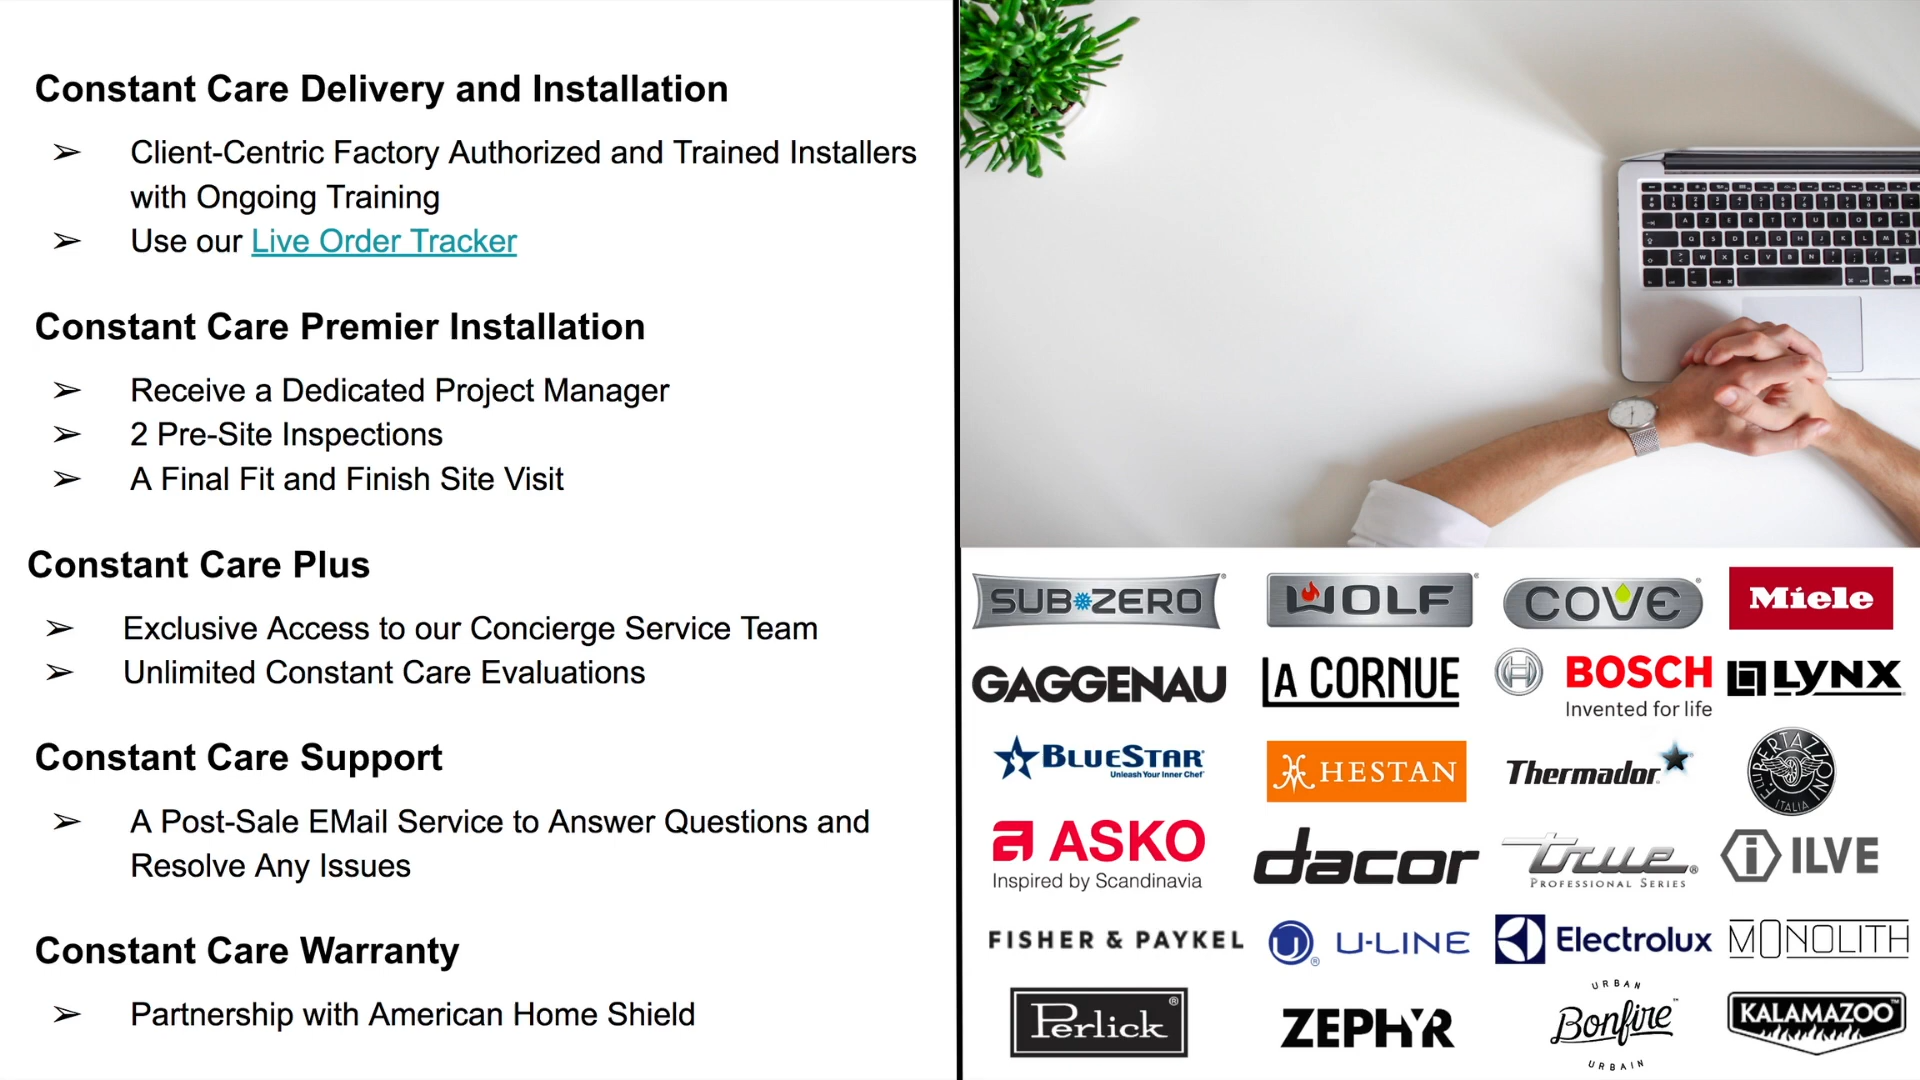 Constant Care Delivery and Installation
➢ Client-Centric Factory Authorized and Trained Installers
with Ongoing Training
➢ Use our Live Order Tracker
Constant Care Premier Installation
➢ Receive a Dedicated Project Manager
➢ 2 Pre-Site Inspections
➢ A Final Fit and Finish Site Visit
Constant Care Plus
➢ Exclusive Access to our Concierge Service Team
➢ Unlimited Constant Care Evaluations
Constant Care Support
➢ A Post-Sale EMail Service to Answer Questions and
Resolve Any Issues
Constant Care Warranty
➢ Partnership with American Home Shield
SUB ZERO®
WOLF®
COVE®
Miele
GAGGENAU
LA CORNUE
BOSCH
Invented for life
LYNX
BLUESTAR
Unleash Your Inner Chef
HESTAN
Thermador
F.LLI BERTAZZONI
ITALIA
ASKO
Inspired by Scandinavia
dacor
true®
PROFESSIONAL SERIES
ILVE
FISHER & PAYKEL
U-LINE
Electrolux
MONOLITH
Perlick®
ZEPHYR
URBAN
Bonfire™
URBAIN
KALAMAZOO™